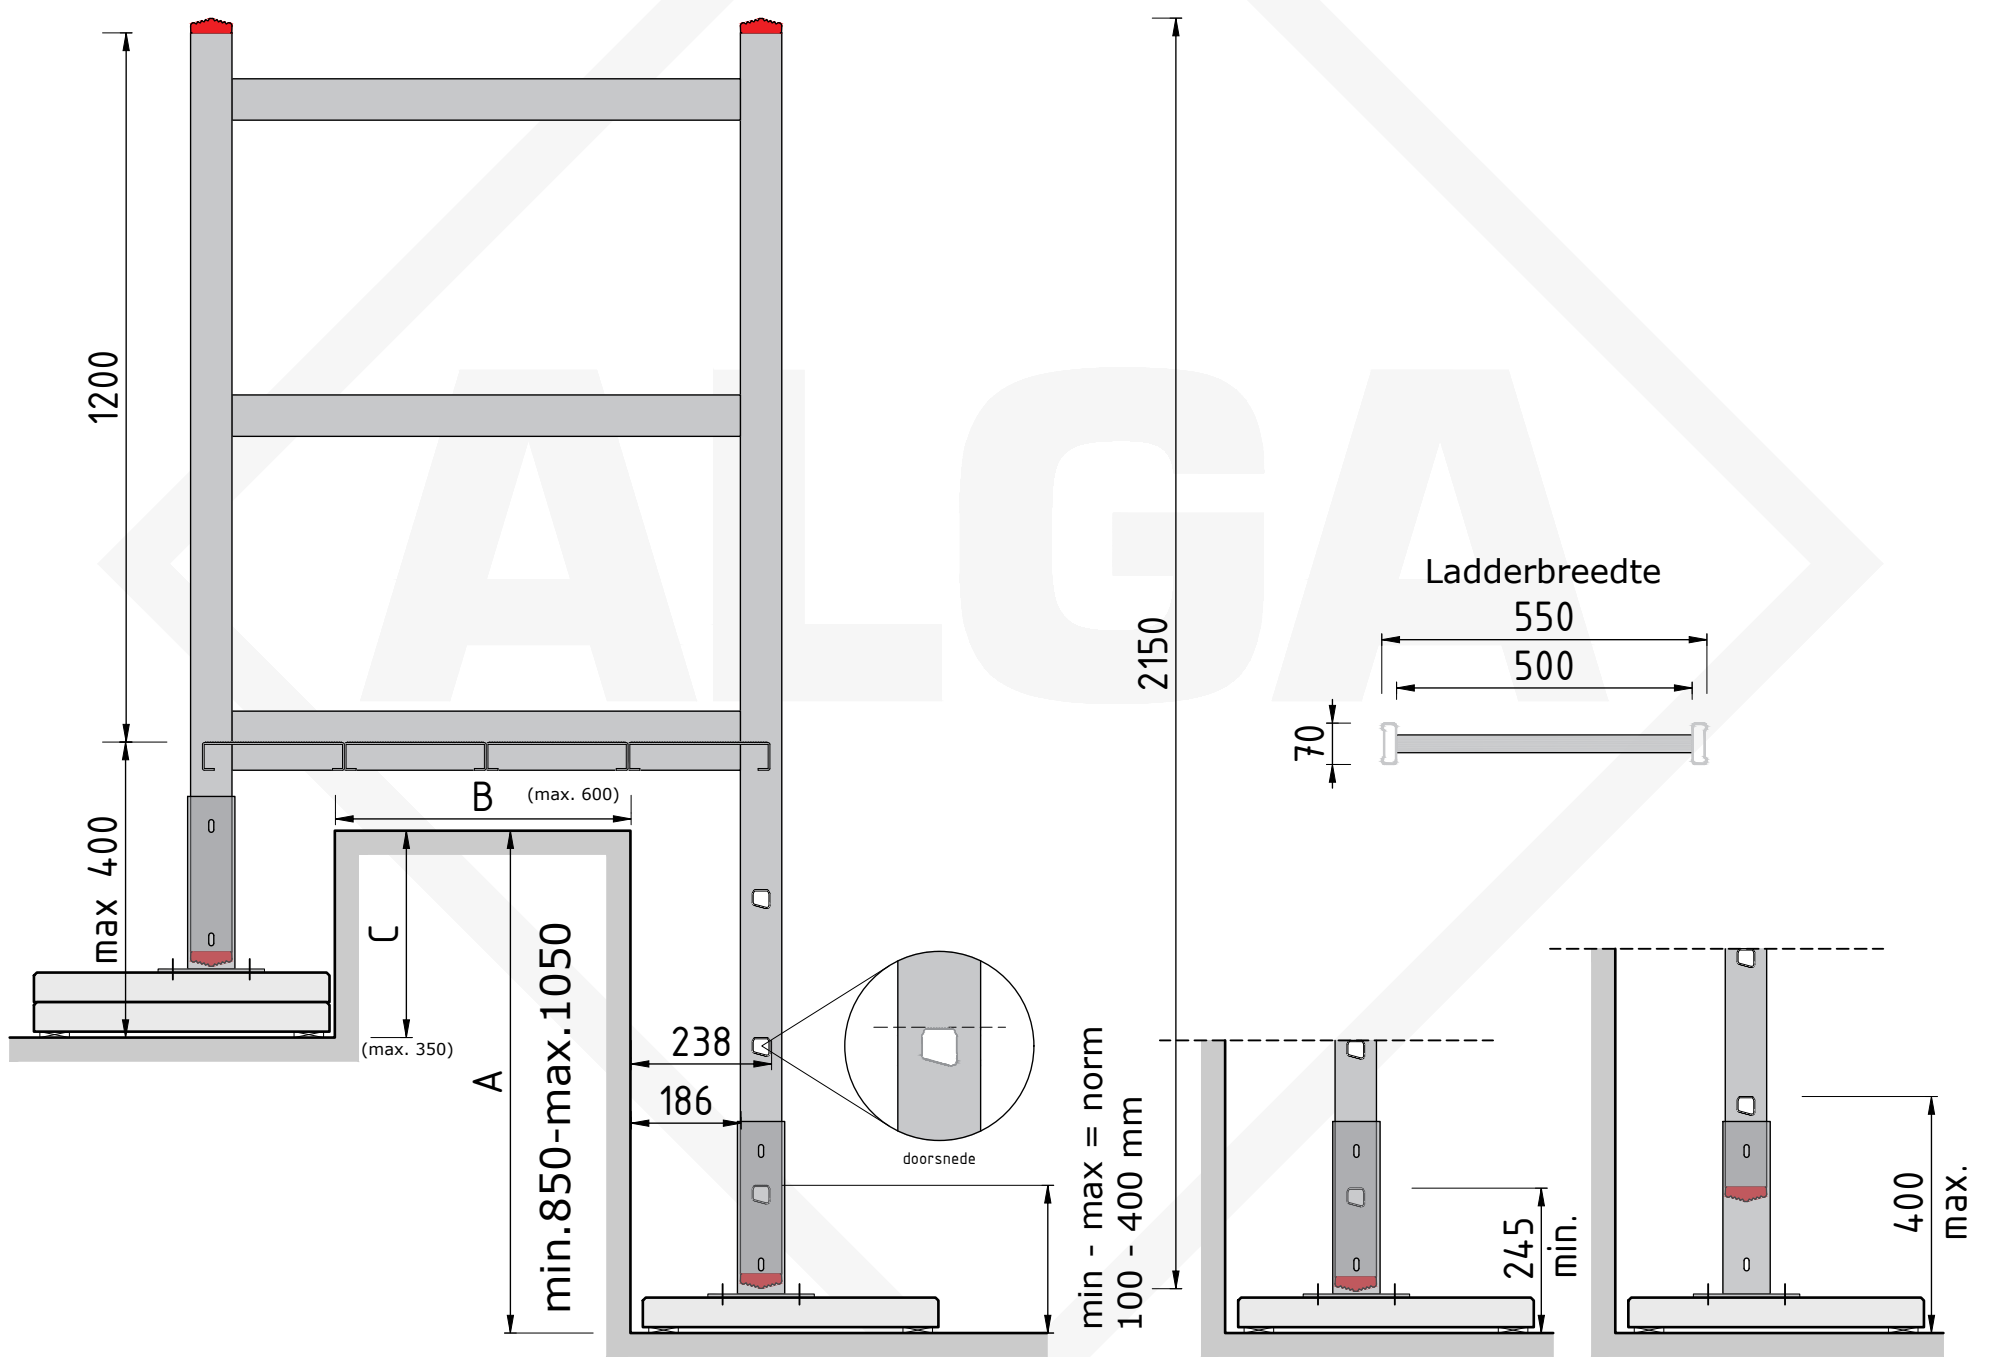 1200
max 400
B
(max. 600)
C
(max. 350)
A
min.850-max.1050
238
186
doorsnede
min - max = norm
100 - 400 mm
2150
ALGA
Ladderbreedte
550
500
70
245
min.
400
max.